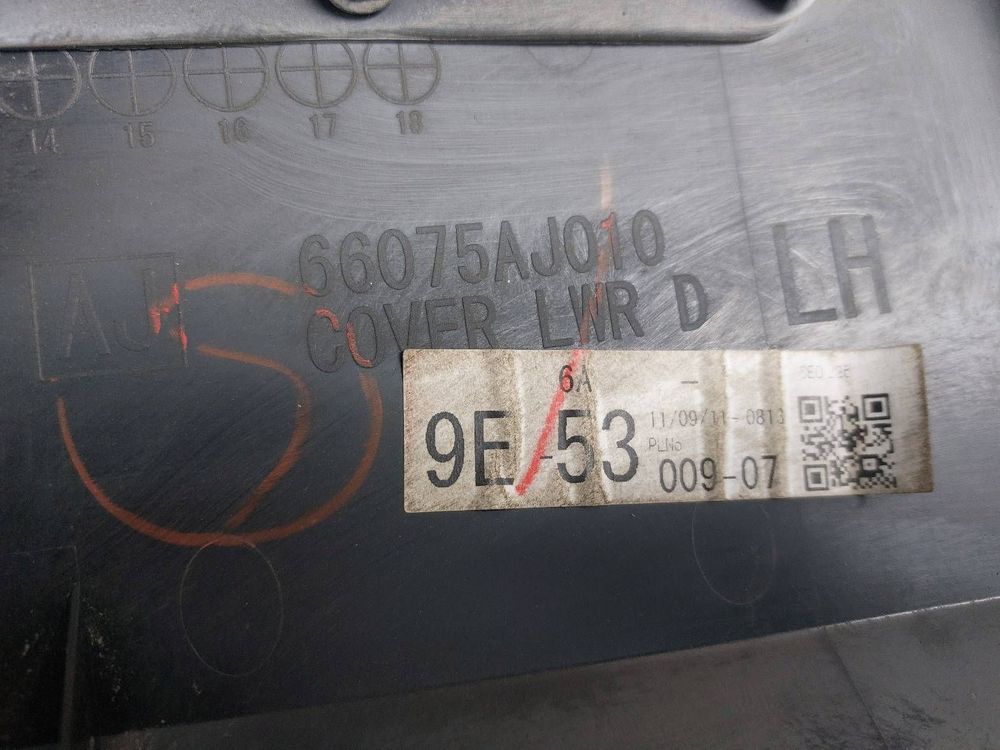 14 15 16 17 18
66075AJ010
COVER LWR D
LH
AJ
6A -
9E-53
11/09/11-0813
PLNo
009-07